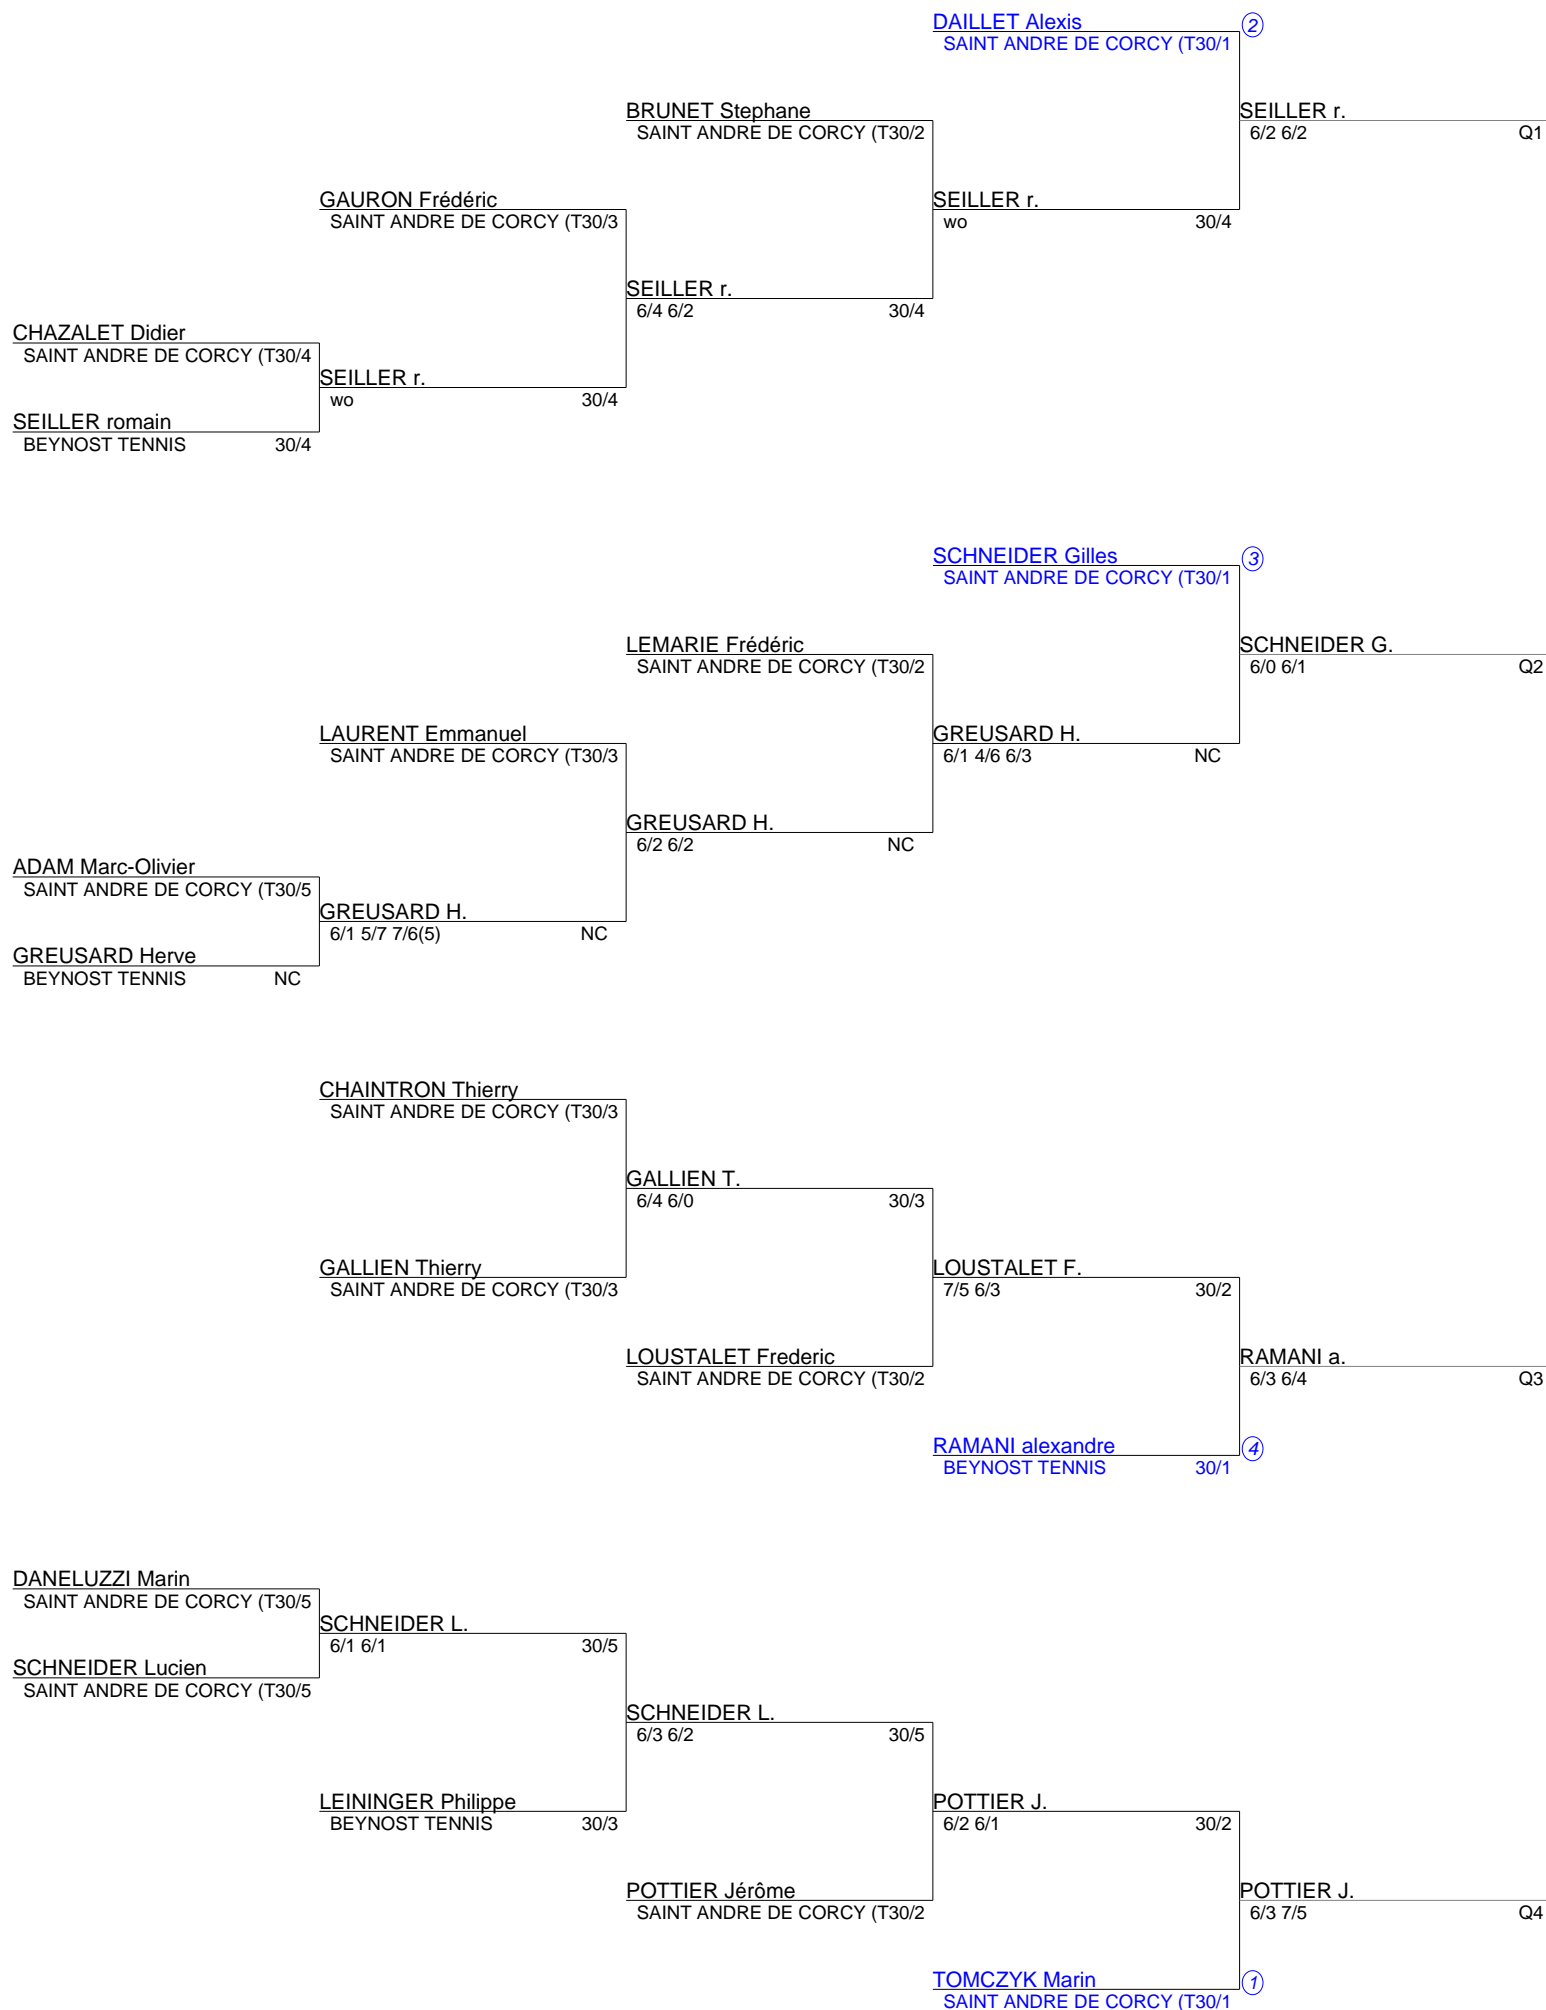 DAILLET Alexis
2
SAINT ANDRE DE CORCY (T30/1
BRUNET Stephane
SAINT ANDRE DE CORCY (T30/2
SEILLER r.
6/2 6/2 Q1
GAURON Frédéric
SAINT ANDRE DE CORCY (T30/3
SEILLER r.
wo 30/4
SEILLER r.
6/4 6/2 30/4
CHAZALET Didier
SAINT ANDRE DE CORCY (T30/4
SEILLER r.
wo 30/4
SEILLER romain
BEYNOST TENNIS 30/4
SCHNEIDER Gilles
3
SAINT ANDRE DE CORCY (T30/1
LEMARIE Frédéric
SAINT ANDRE DE CORCY (T30/2
SCHNEIDER G.
6/0 6/1 Q2
LAURENT Emmanuel
SAINT ANDRE DE CORCY (T30/3
GREUSARD H.
6/1 4/6 6/3 NC
GREUSARD H.
6/2 6/2 NC
ADAM Marc-Olivier
SAINT ANDRE DE CORCY (T30/5
GREUSARD H.
6/1 5/7 7/6(5) NC
GREUSARD Herve
BEYNOST TENNIS NC
CHAINTRON Thierry
SAINT ANDRE DE CORCY (T30/3
GALLIEN T.
6/4 6/0 30/3
GALLIEN Thierry
SAINT ANDRE DE CORCY (T30/3
LOUSTALET F.
7/5 6/3 30/2
LOUSTALET Frederic
SAINT ANDRE DE CORCY (T30/2
RAMANI a.
6/3 6/4 Q3
RAMANI alexandre
4
BEYNOST TENNIS 30/1
DANELUZZI Marin
SAINT ANDRE DE CORCY (T30/5
SCHNEIDER L.
6/1 6/1 30/5
SCHNEIDER Lucien
SAINT ANDRE DE CORCY (T30/5
SCHNEIDER L.
6/3 6/2 30/5
LEININGER Philippe
BEYNOST TENNIS 30/3
POTTIER J.
6/2 6/1 30/2
POTTIER Jérôme
SAINT ANDRE DE CORCY (T30/2
POTTIER J.
6/3 7/5 Q4
TOMCZYK Marin
1
SAINT ANDRE DE CORCY (T30/1